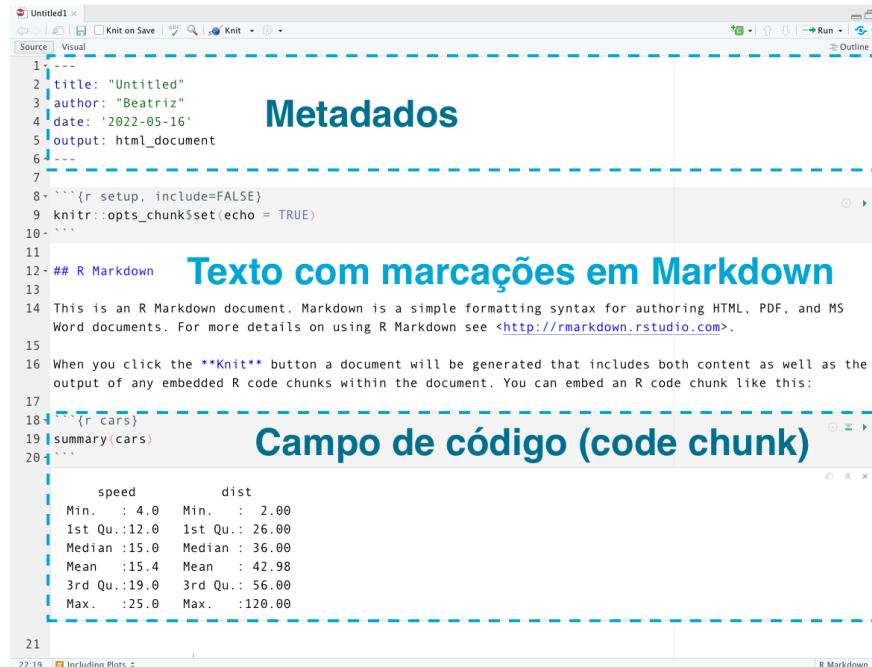 Untitled1
Knit on Save ABC Knit Run
Source Visual Outline
1 ---
2 title: "Untitled"
3 author: "Beatriz"
4 date: '2022-05-16'
5 output: html_document
6 ---
Metadados
7
8 ```{r setup, include=FALSE}
9 knitr::opts_chunk$set(echo = TRUE)
10 ```
11
12 ## R Markdown
Texto com marcações em Markdown
13
14 This is an R Markdown document. Markdown is a simple formatting syntax for authoring HTML, PDF, and MS
Word documents. For more details on using R Markdown see <http://rmarkdown.rstudio.com>.
15
16 When you click the **Knit** button a document will be generated that includes both content as well as the
output of any embedded R code chunks within the document. You can embed an R code chunk like this:
17
18 ```{r cars}
19 summary(cars)
20 ```
Campo de código (code chunk)
speed dist
Min. : 4.0 Min. : 2.00
1st Qu.:12.0 1st Qu.: 26.00
Median :15.0 Median : 36.00
Mean :15.4 Mean : 42.98
3rd Qu.:19.0 3rd Qu.: 56.00
Max. :25.0 Max. :120.00
21
22:19 Including Plots R Markdown